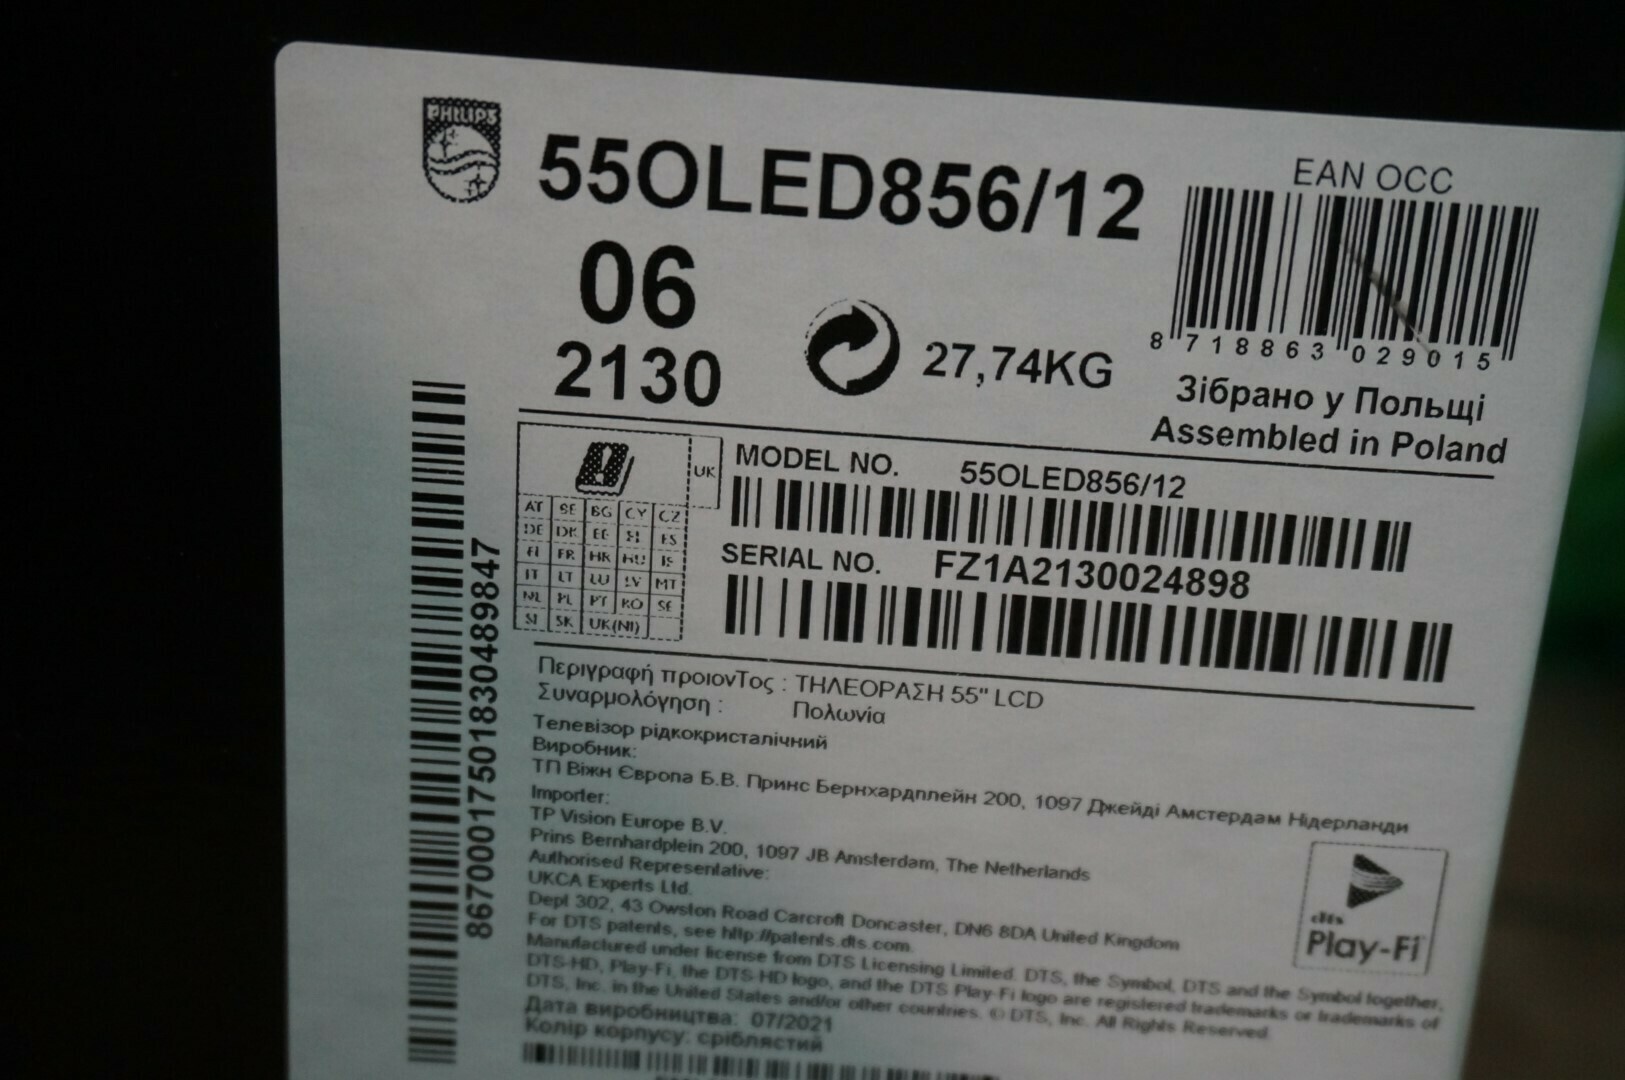 PHILIPS
55OLED856/12
06
2130
27,74KG
EAN OCC
8 718863 029015
Зібрано у Польщі
Assembled in Poland
867000175018304898​47
UK
AT SE BG CY CZ
DE DK EE EL ES
FI FR HR HU IE
IT LT LU LV MT
NL PL PT RO SE
SI SK UK(NI)
MODEL NO. 55OLED856/12
SERIAL NO. FZ1A2130024898
Περιγραφή προιονΤος : ΤΗΛΕΟΡΑΣΗ 55" LCD
Συναρμολόγηση : Πολωνία
Телевізор рідкокристалічний
Виробник:
ТП Віжн Європа Б.В. Принс Бернхардплейн 200, 1097 Джейді Амстердам Нідерланди
Importer:
TP Vision Europe B.V.
Prins Bernhardplein 200, 1097 JB Amsterdam, The Netherlands
Authorised Representative:
UKCA Experts Ltd.
Dept 302, 43 Owston Road Carcroft Doncaster, DN6 8DA United Kingdom
For DTS patents, see http://patents.dts.com.
Manufactured under license from DTS Licensing Limited. DTS, the Symbol, DTS and the Symbol together,
DTS-HD, Play-Fi, the DTS-HD logo, and the DTS Play-Fi logo are registered trademarks or trademarks of
DTS, Inc. in the United States and/or other countries. © DTS, Inc. All Rights Reserved.
dts
Play-Fi
Дата виробництва: 07/2021
Колір корпусу: сріблястий